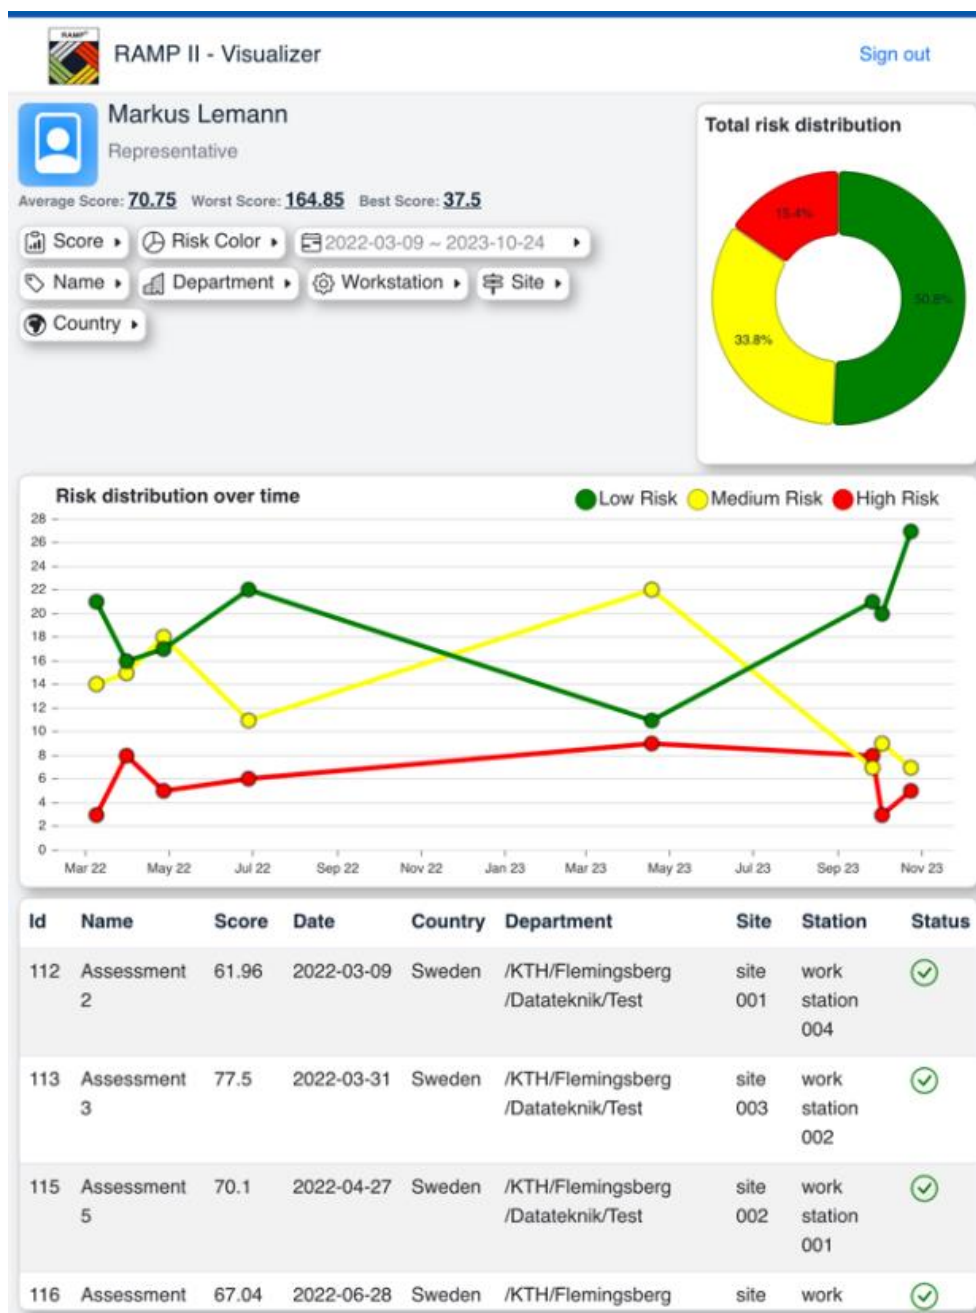 RAMP II - Visualizer
Sign out
Markus Lemann
Representative
Average Score: 70.75 Worst Score: 164.85 Best Score: 37.5
Score
Risk Color
2022-03-09 ~ 2023-10-24
Name
Department
Workstation
Site
Country
Total risk distribution
15.4%
50.8%
33.8%
Risk distribution over time
Low Risk
Medium Risk
High Risk
28
26
24
22
20
18
16
14
12
10
8
6
4
2
0
Mar 22 May 22 Jul 22 Sep 22 Nov 22 Jan 23 Mar 23 May 23 Jul 23 Sep 23 Nov 23
Id Name Score Date Country Department Site Station Status
112 Assessment 61.96 2022-03-09 Sweden /KTH/Flemingsberg site work
2 /Datateknik/Test 001 station
004
113 Assessment 77.5 2022-03-31 Sweden /KTH/Flemingsberg site work
3 /Datateknik/Test 003 station
002
115 Assessment 70.1 2022-04-27 Sweden /KTH/Flemingsberg site work
5 /Datateknik/Test 002 station
001
116 Assessment 67.04 2022-06-28 Sweden /KTH/Flemingsberg site work